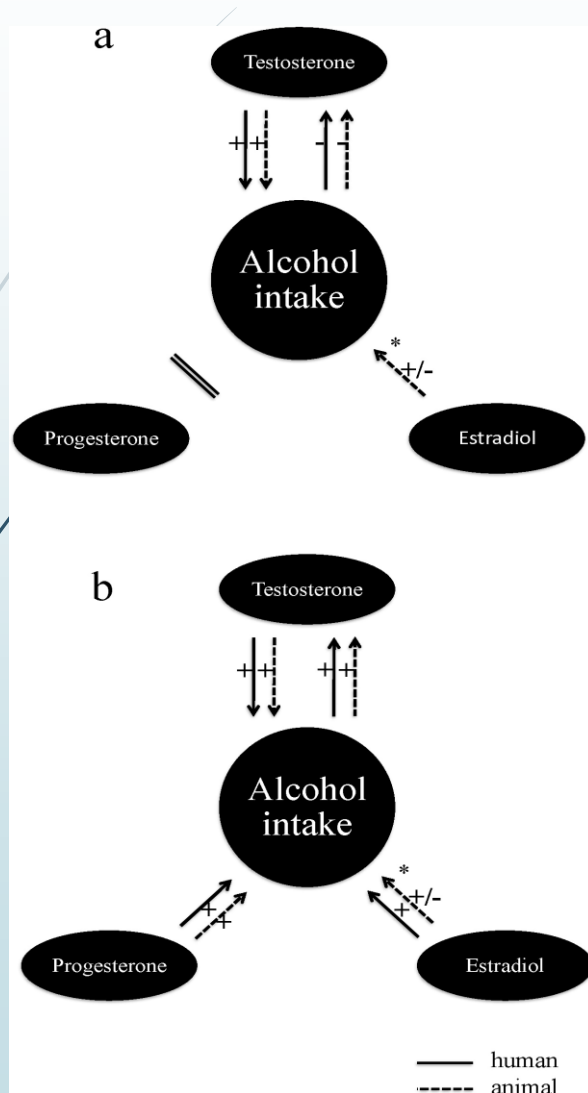 a
Testosterone
+ + - -
Alcohol
intake
*
+/-
Progesterone
Estradiol
b
Testosterone
+ + + +
Alcohol
intake
*
+/-
+ + +
Progesterone
Estradiol
human
animal